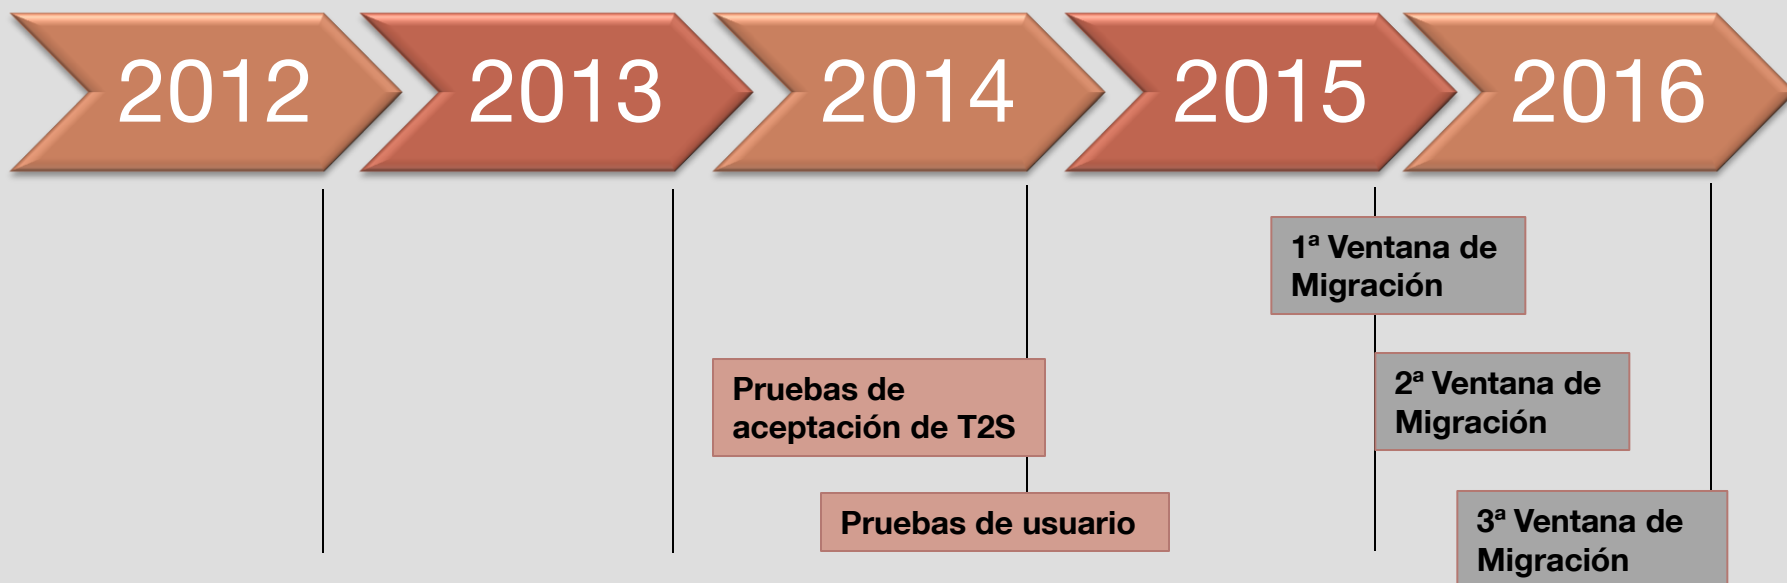 2012
2013
2014
2015
2016
1ª Ventana de
Migración
Pruebas de
aceptación de T2S
2ª Ventana de
Migración
Pruebas de usuario
3ª Ventana de
Migración